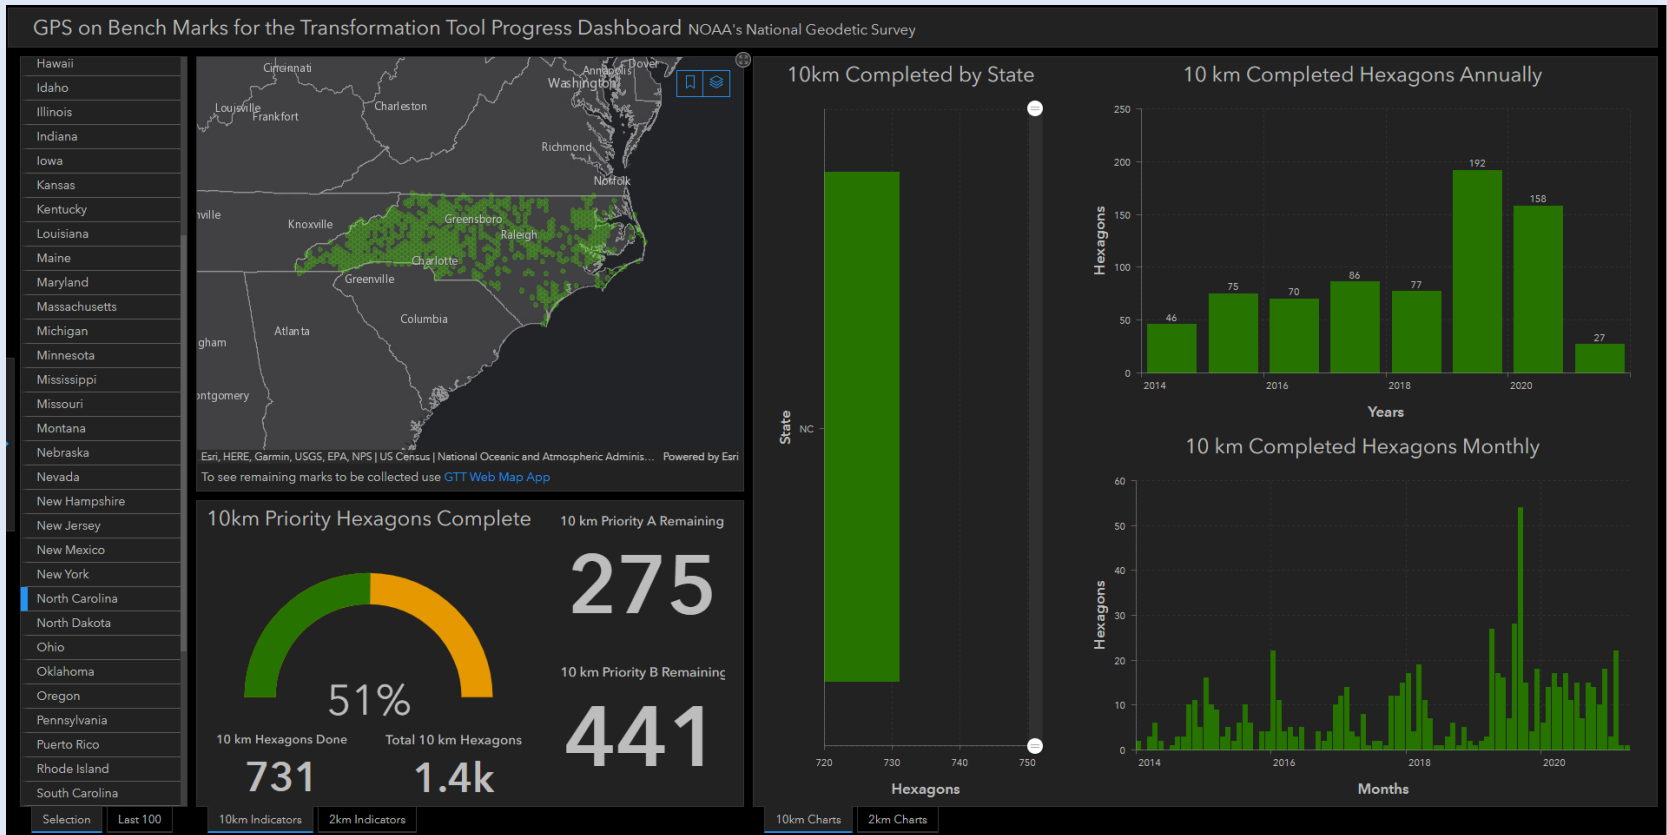 GPS on Bench Marks for the Transformation Tool Progress Dashboard NOAA's National Geodetic Survey
Hawaii
Idaho
Illinois
Indiana
Iowa
Kansas
Kentucky
Louisiana
Maine
Maryland
Massachusetts
Michigan
Minnesota
Mississippi
Missouri
Montana
Nebraska
Nevada
New Hampshire
New Jersey
New Mexico
New York
North Carolina
North Dakota
Ohio
Oklahoma
Oregon
Pennsylvania
Puerto Rico
Rhode Island
South Carolina
Selection
Last 100
Cincinnati
Annapolis
Dover
Washington
Louisville
Frankfort
Charleston
Richmond
Norfolk
ville
Knoxville
Greensboro
Raleigh
Charlotte
Greenville
Columbia
Atlanta
gham
ontgomery
Esri, HERE, Garmin, USGS, EPA, NPS | US Census | National Oceanic and Atmospheric Adminis... Powered by Esri
To see remaining marks to be collected use GTT Web Map App
10km Priority Hexagons Complete
51%
10 km Hexagons Done
731
Total 10 km Hexagons
1.4k
10 km Priority A Remaining
275
10 km Priority B Remaining
441
10km Indicators
2km Indicators
10km Completed by State
State
NC
720 730 740 750
Hexagons
10 km Completed Hexagons Annually
Hexagons
250
200
150
100
50
0
46
75
70
86
77
192
158
27
2014 2016 2018 2020
Years
10 km Completed Hexagons Monthly
Hexagons
60
50
40
30
20
10
0
2014 2016 2018 2020
Months
10km Charts
2km Charts